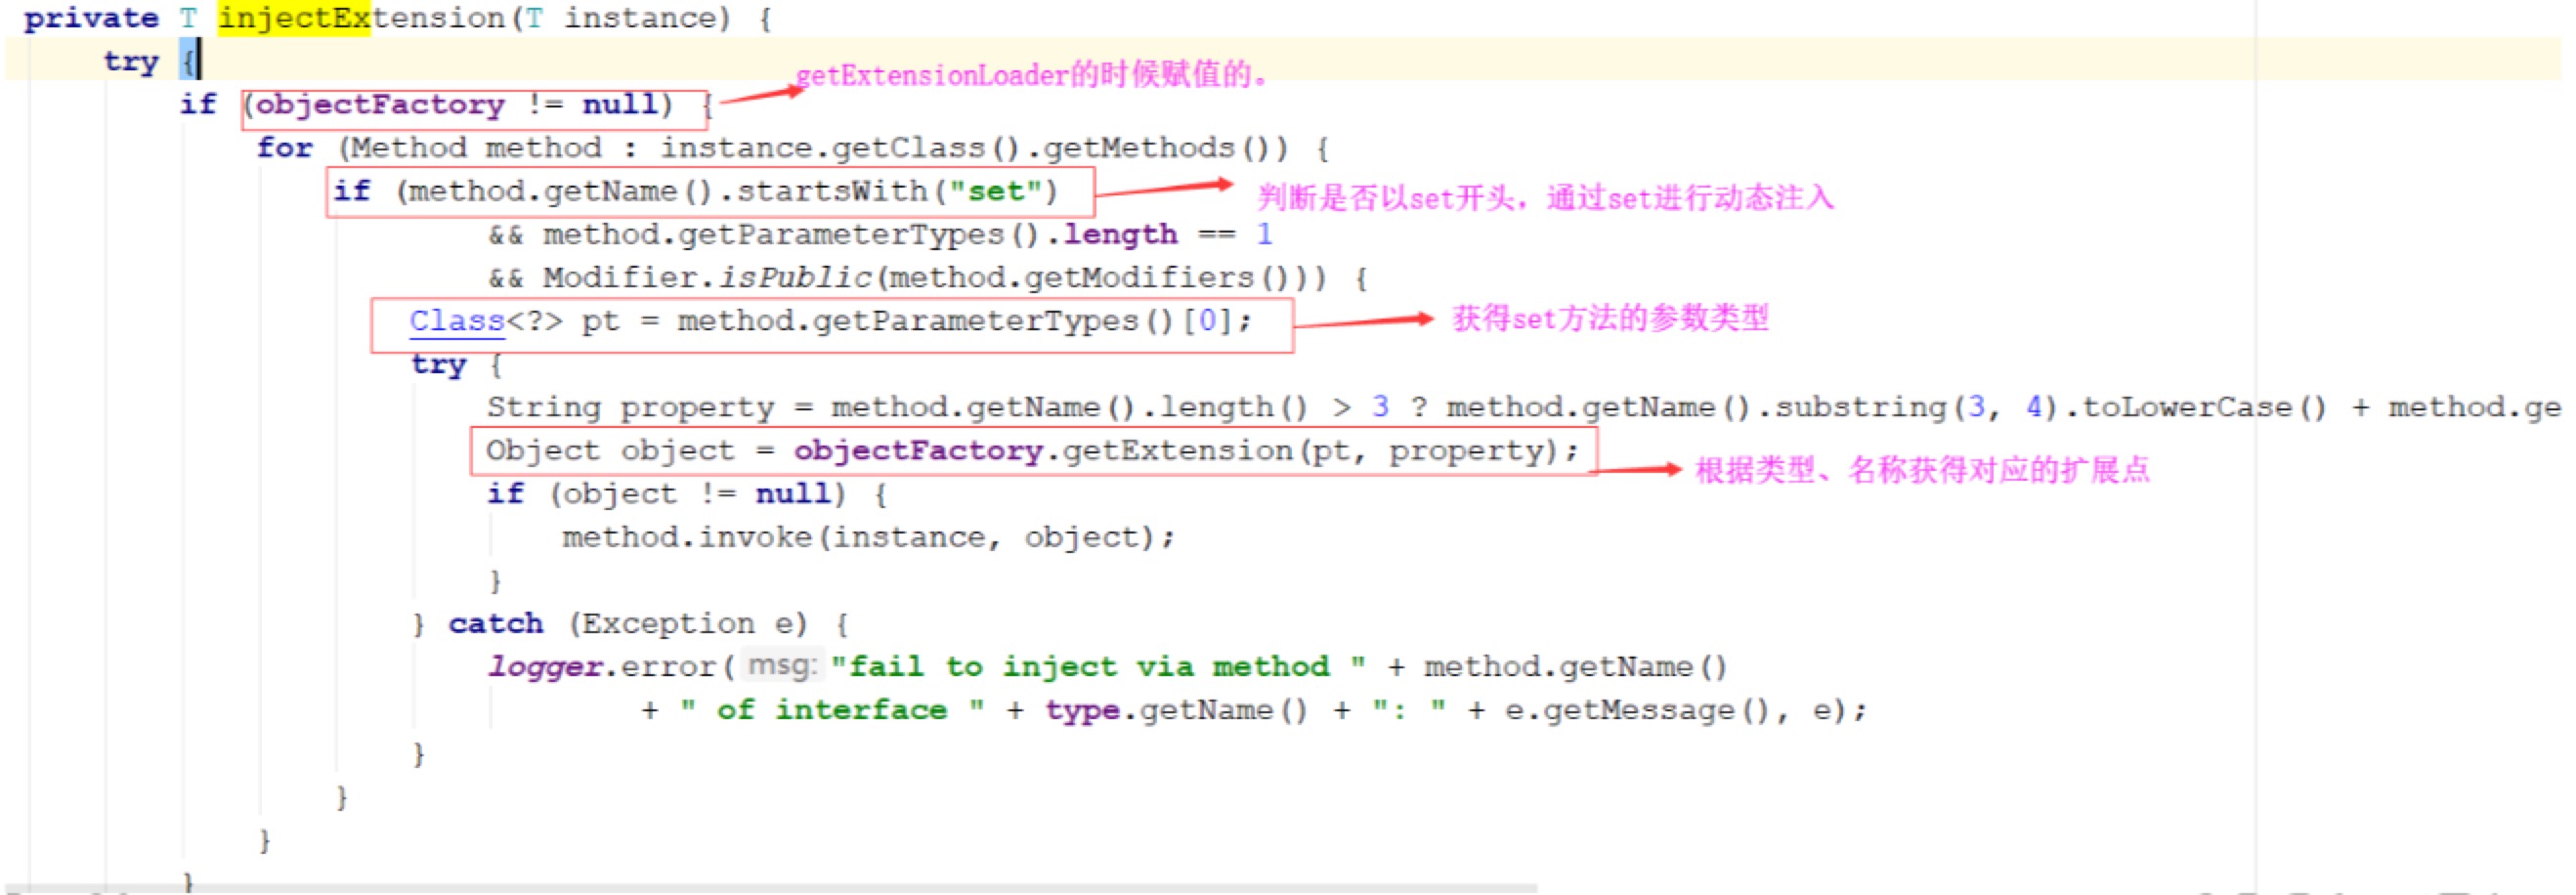 private T injectExtension(T instance) {
try {
getExtensionLoader的时候赋值的。
if (objectFactory != null) {
for (Method method : instance.getClass().getMethods()) {
if (method.getName().startsWith("set")
判断是否以set开头，通过set进行动态注入
&& method.getParameterTypes().length == 1
&& Modifier.isPublic(method.getModifiers())) {
Class<?> pt = method.getParameterTypes()[0];
获得set方法的参数类型
try {
String property = method.getName().length() > 3 ? method.getName().substring(3, 4).toLowerCase() + method.ge
Object object = objectFactory.getExtension(pt, property);
根据类型、名称获得对应的扩展点
if (object != null) {
method.invoke(instance, object);
}
} catch (Exception e) {
logger.error( msg: "fail to inject via method " + method.getName()
+ " of interface " + type.getName() + ": " + e.getMessage(), e);
}
}
}
}